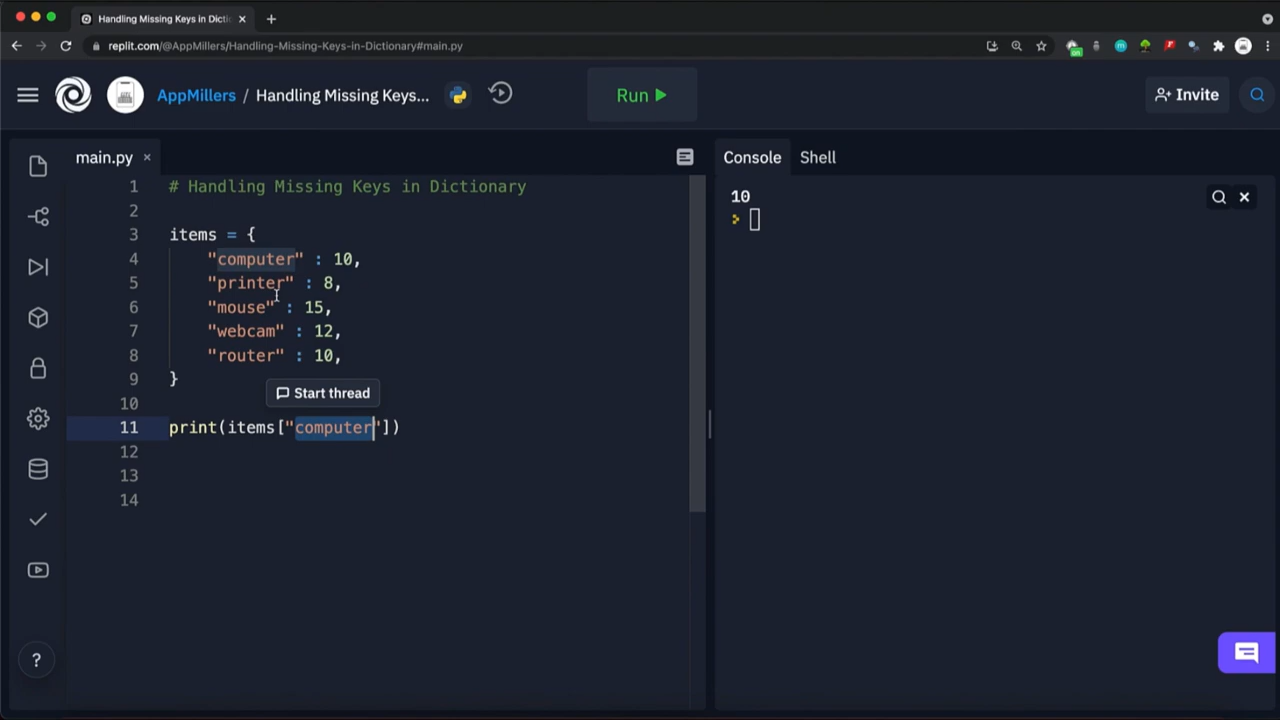 Handling Missing Keys in Dictio
replit.com/@AppMillers/Handling-Missing-Keys-in-Dictionary#main.py
on
AppMillers / Handling Missing Keys...
Run
Invite
main.py
Console
Shell
1 # Handling Missing Keys in Dictionary
2
3 items = {
4 "computer" : 10,
5 "printer" : 8,
6 "mouse" : 15,
7 "webcam" : 12,
8 "router" : 10,
9 }
Start thread
10
11 print(items["computer"])
12
13
14
10
?